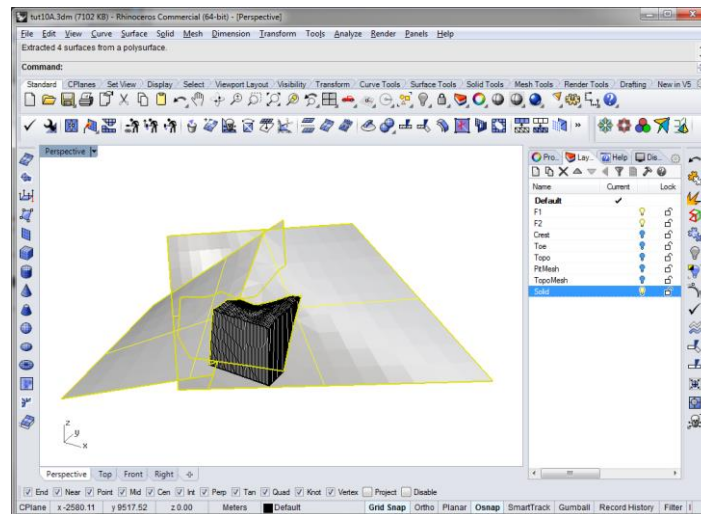 tut10A.3dm (7102 KB) - Rhinoceros Commercial (64-bit) - [Perspective]
File Edit View Curve Surface Solid Mesh Dimension Transform Tools Analyze Render Panels Help
Extracted 4 surfaces from a polysurface.
Command:
Standard CPlanes Set View Display Select Viewport Layout Visibility Transform Curve Tools Surface Tools Solid Tools Mesh Tools Render Tools Drafting New in V5
Perspective
Pro... Lay... Help Dis...
Name Current Lock
Default
F1
F2
Crest
Toe
Topo
PitMesh
TopoMesh
Solid
z
y
x
Perspective Top Front Right
End Near Point Mid Cen Int Perp Tan Quad Knot Vertex Project Disable
CPlane x -2580.11 y 9517.52 z 0.00 Meters Default Grid Snap Ortho Planar Osnap SmartTrack Gumball Record History Filter